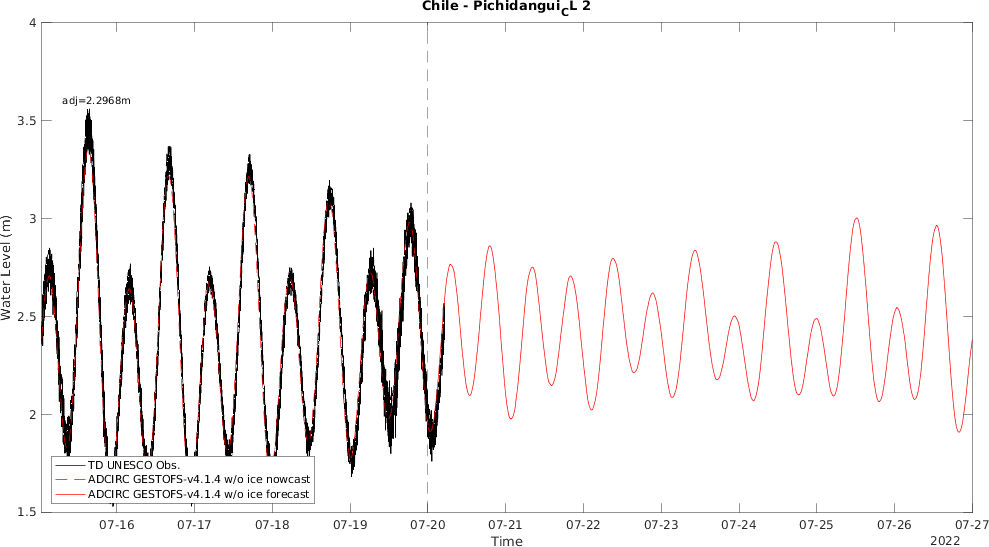 Chile - PichidanguiCL 2
adj=2.2968m
4
3.5
3
2.5
2
1.5
Water Level (m)
TD UNESCO Obs.
ADCIRC GESTOFS-v4.1.4 w/o ice nowcast
ADCIRC GESTOFS-v4.1.4 w/o ice forecast
07-16 07-17 07-18 07-19 07-20 07-21 07-22 07-23 07-24 07-25 07-26 07-27
Time
2022